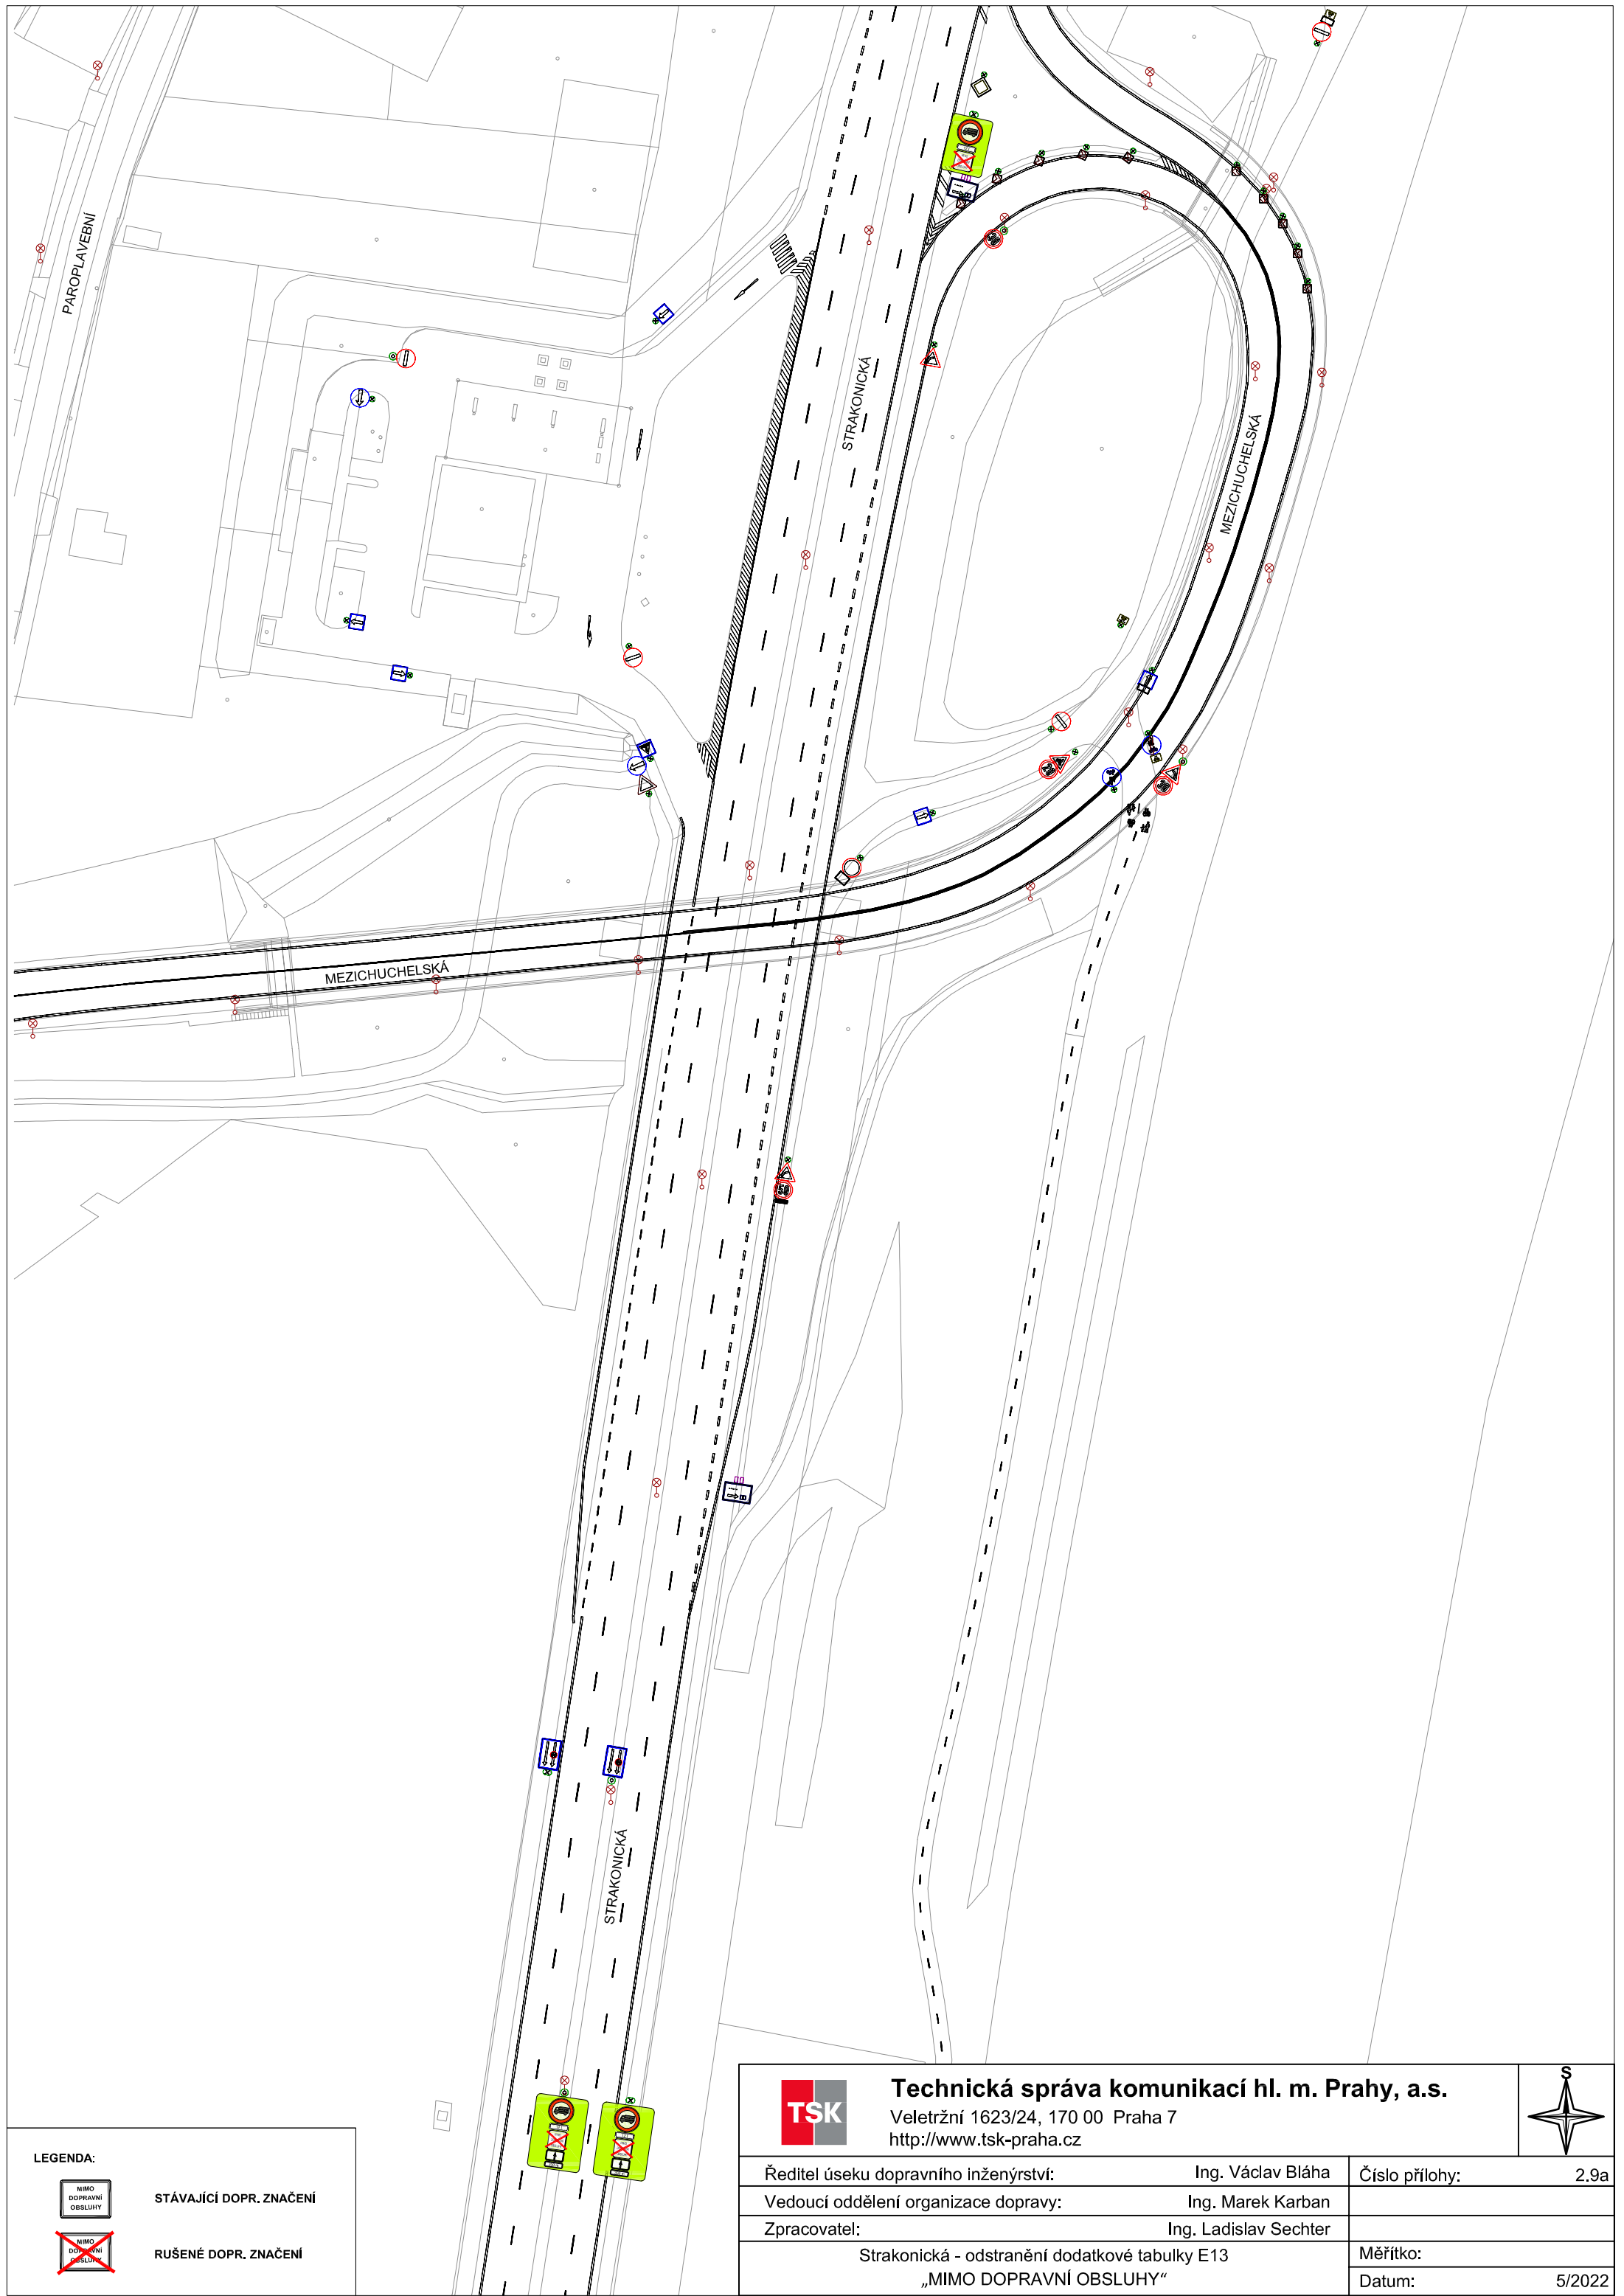 PAROPLAVEBNÍ
STRAKONICKÁ
MEZICHUCHELSKÁ
MEZICHUCHELSKÁ
STRAKONICKÁ
LEGENDA:
MIMO
DOPRAVNÍ
OBSLUHY
STÁVAJÍCÍ DOPR. ZNAČENÍ
MIMO
DOPRAVNÍ
OBSLUHY
RUŠENÉ DOPR. ZNAČENÍ
TSK
Technická správa komunikací hl. m. Prahy, a.s.
Veletržní 1623/24, 170 00 Praha 7
http://www.tsk-praha.cz
S
Ředitel úseku dopravního inženýrství: Ing. Václav Bláha
Číslo přílohy: 2.9a
Vedoucí oddělení organizace dopravy: Ing. Marek Karban
Zpracovatel: Ing. Ladislav Sechter
Strakonická - odstranění dodatkové tabulky E13
„MIMO DOPRAVNÍ OBSLUHY“
Měřítko:
Datum: 5/2022